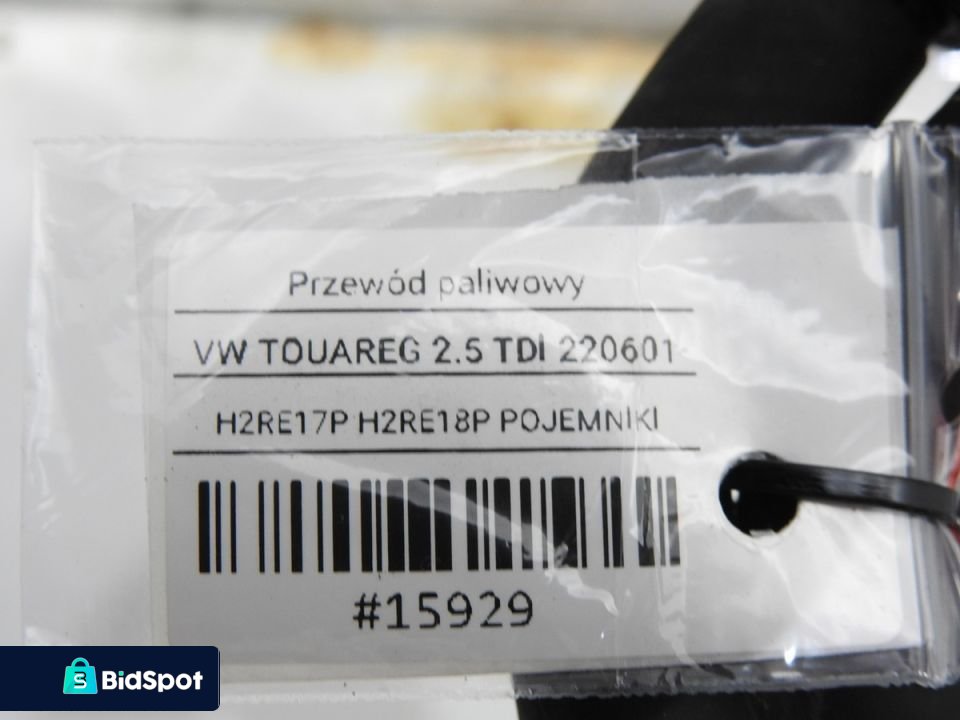 Przewód paliwowy
VW TOUAREG 2.5 TDI 220601
H2RE17P H2RE18P POJEMNIKI
#15929
BidSpot